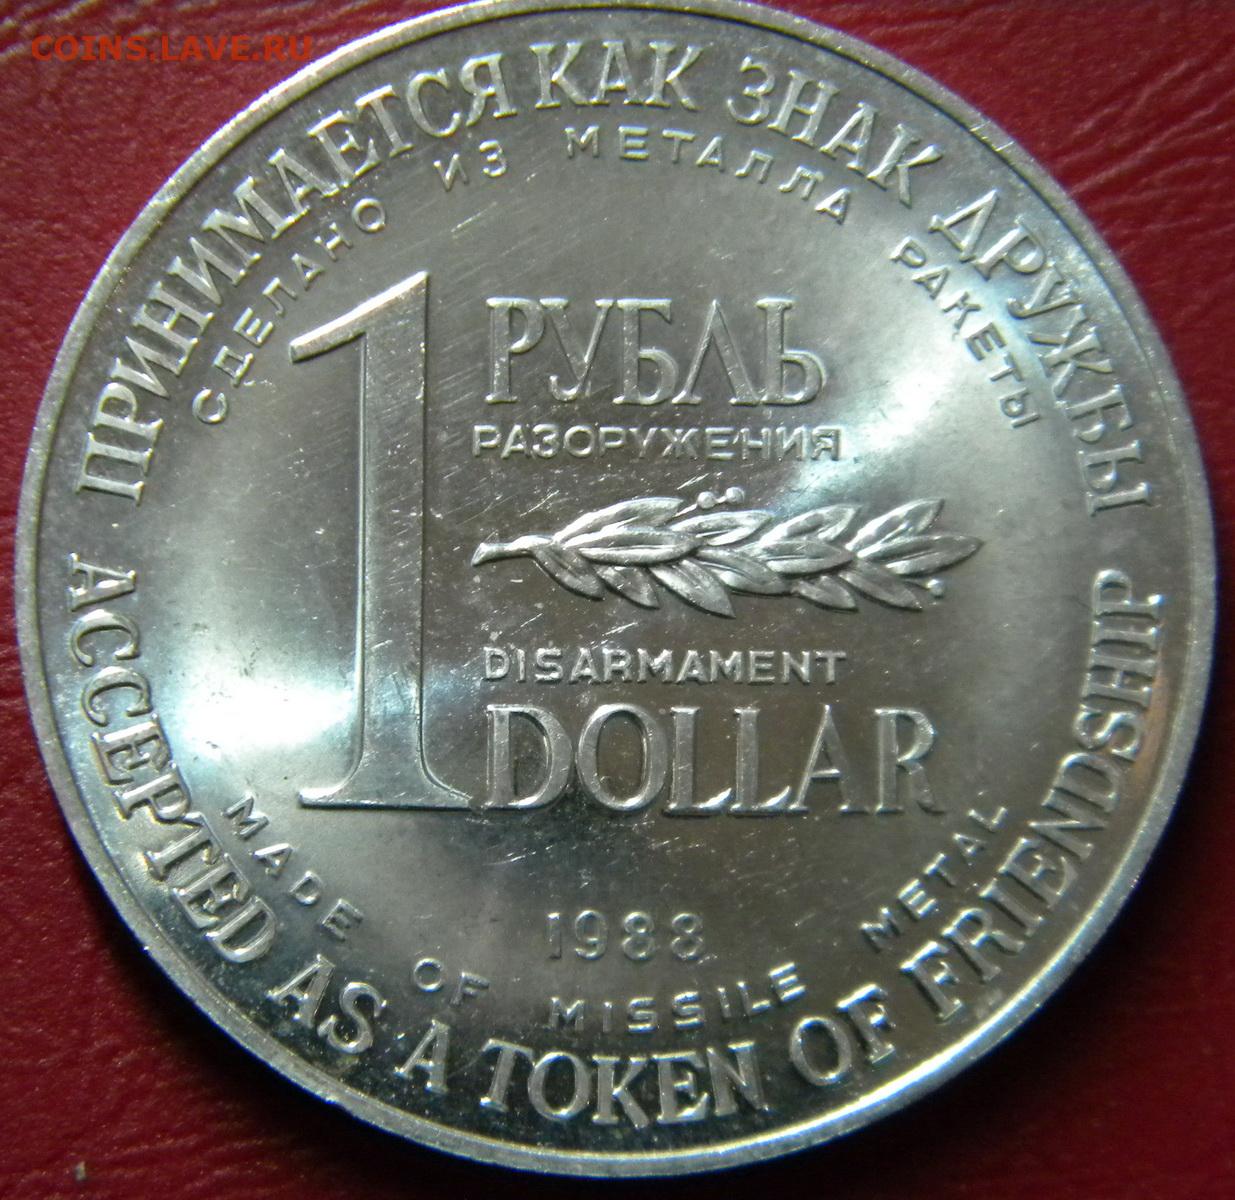 COINS.LAVE.RU
ПРИНИМАЕТСЯ КАК ЗНАК ДРУЖБЫ
СДЕЛАНО ИЗ МЕТАЛЛА РАКЕТЫ
1 РУБЛЬ
РАЗОРУЖЕНИЯ
DISARMAMENT
DOLLAR
1988
MADE OF MISSILE METAL
ACCEPTED AS A TOKEN OF FRIENDSHIP